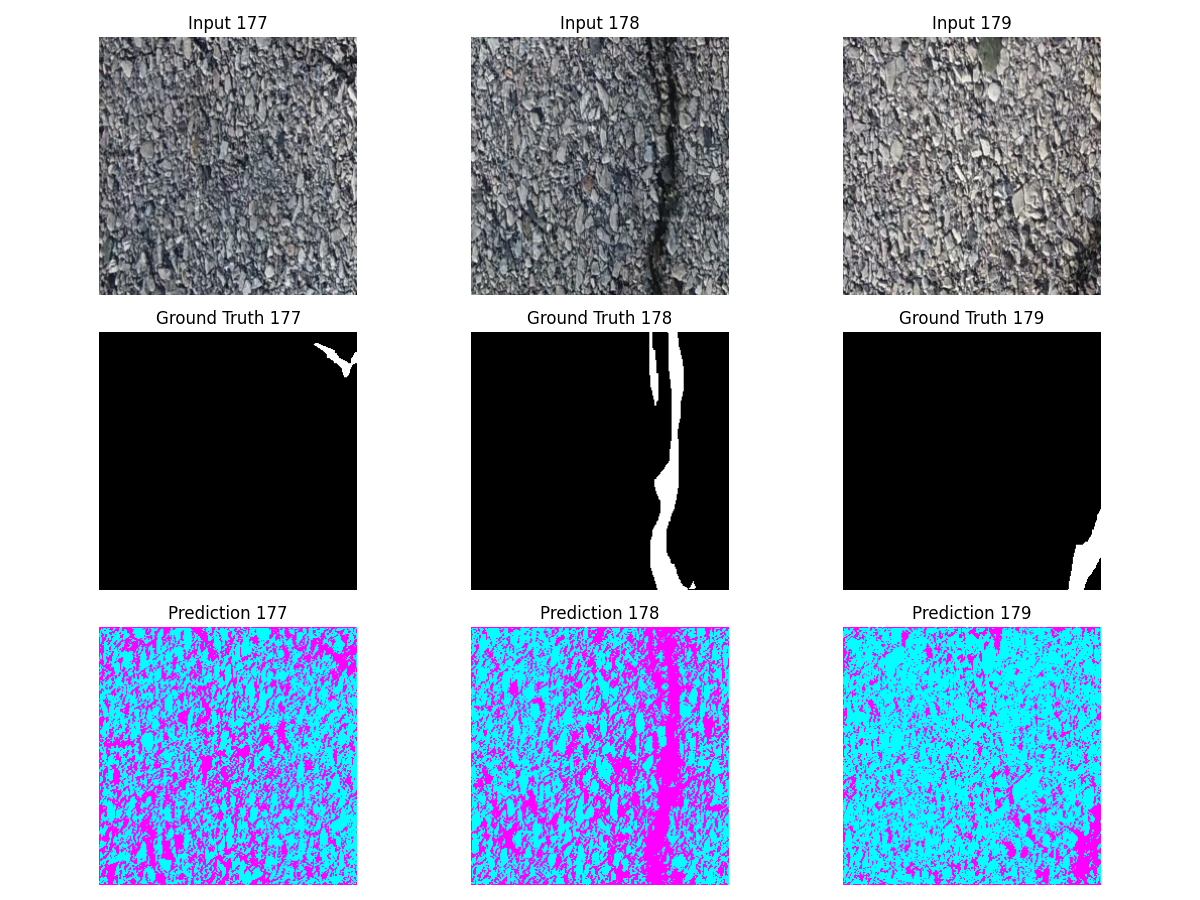 Input 177
Input 178
Input 179
Ground Truth 177
Ground Truth 178
Ground Truth 179
Prediction 177
Prediction 178
Prediction 179